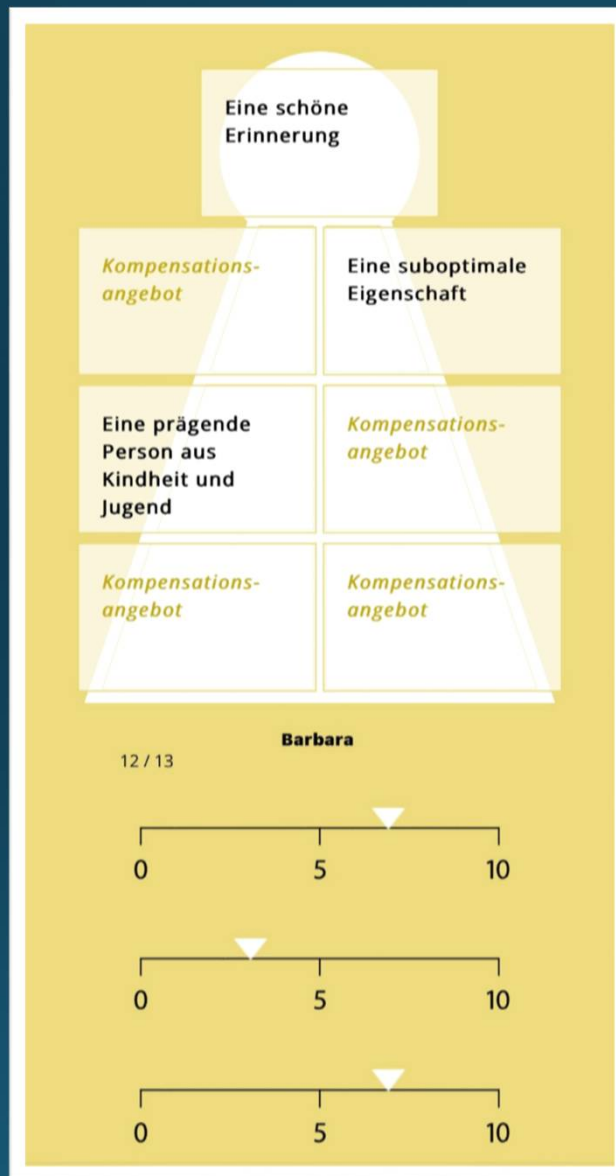 Eine schöne
Erinnerung
Kompensations-
angebot
Eine suboptimale
Eigenschaft
Eine prägende
Person aus
Kindheit und
Jugend
Kompensations-
angebot
Kompensations-
angebot
Kompensations-
angebot
Barbara
12 / 13
0 5 10
0 5 10
0 5 10